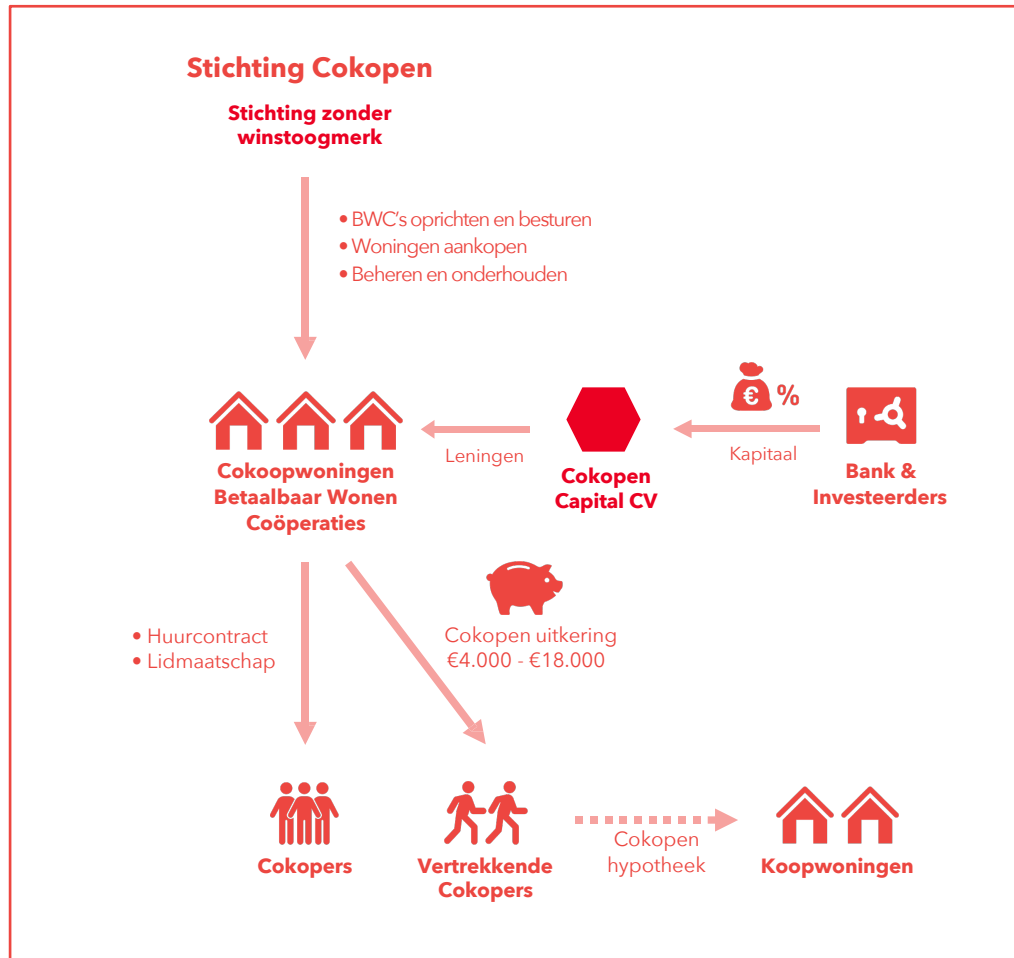 Stichting Cokopen
Stichting zonder
winstoogmerk
• BWC's oprichten en besturen
• Woningen aankopen
• Beheren en onderhouden
€ %
Leningen
Kapitaal
Cokoopwoningen
Betaalbaar Wonen
Coöperaties
Cokopen
Capital CV
Bank &
Investeerders
• Huurcontract
• Lidmaatschap
Cokopen uitkering
€4.000 - €18.000
Cokopers
Vertrekkende
Cokopers
Cokopen
hypotheek
Koopwoningen